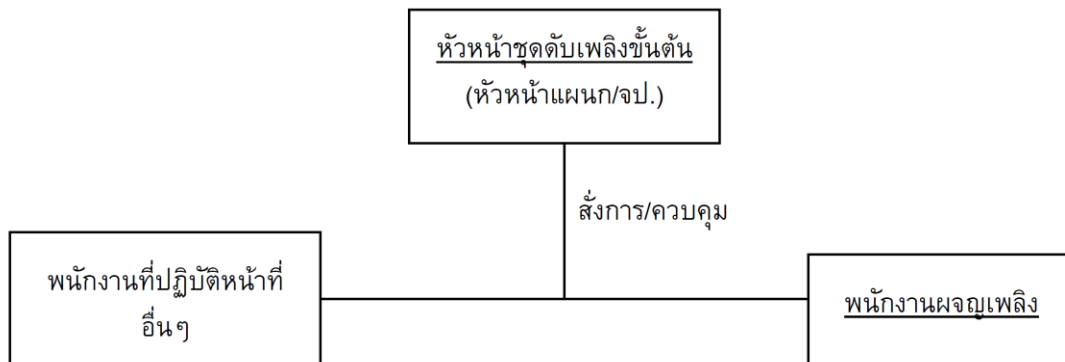 หัวหน้าชุดดับเพลิงขั้นต้น
(หัวหน้าแผนก/จป.)
สั่งการ/ควบคุม
พนักงานที่ปฏิบัติหน้าที่
อื่นๆ
พนักงานผจญเพลิง